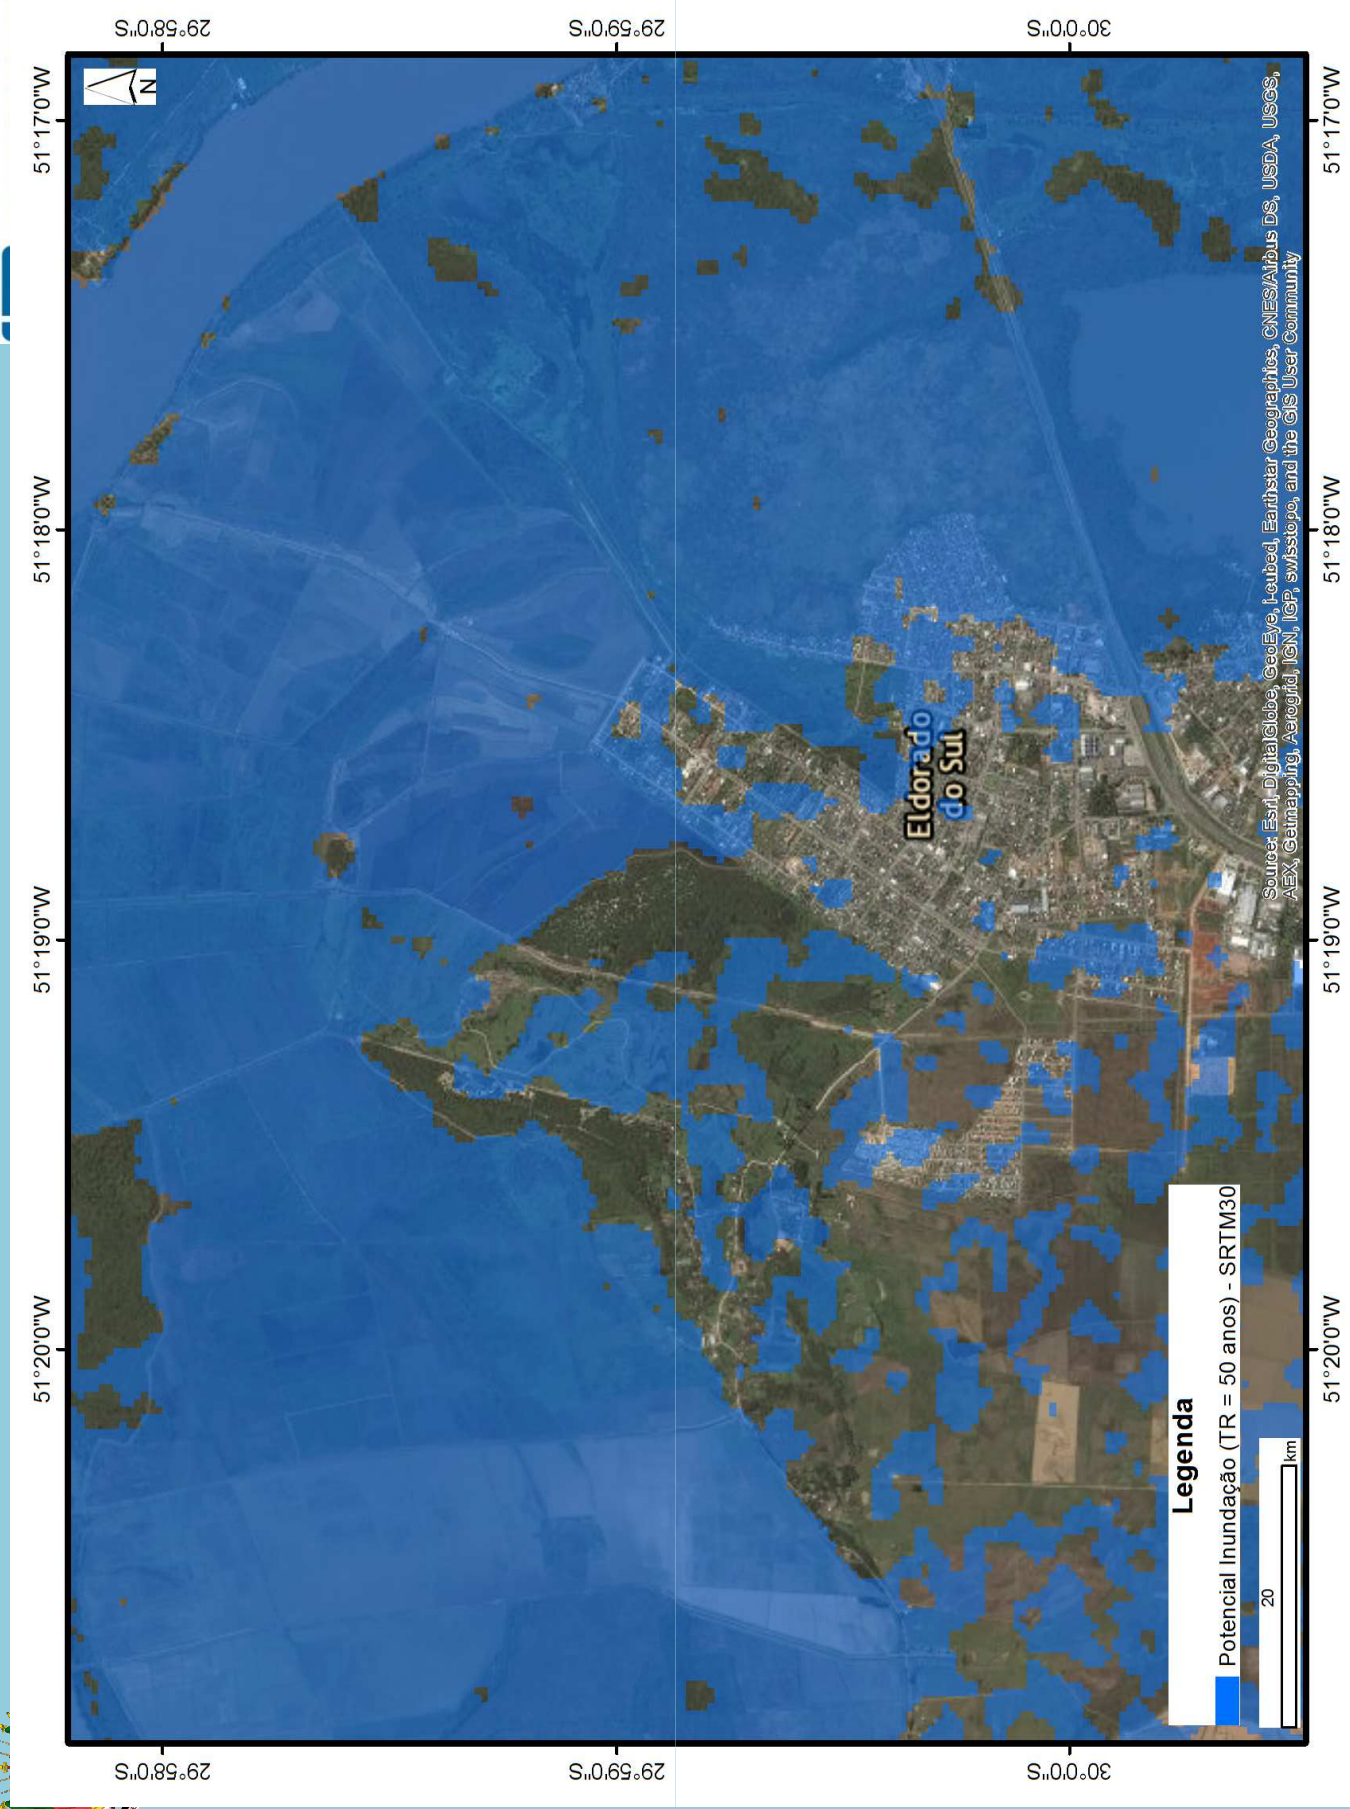 51°20'0"W
51°19'0"W
51°18'0"W
51°17'0"W
29°58'0"S
29°58'0"S
N
29°59'0"S
29°59'0"S
Eldorado
do Sul
30°0'0"S
30°0'0"S
Legenda
Potencial Inundação (TR = 50 anos) - SRTM30
20
km
Source: Esri, DigitalGlobe, GeoEye, i-cubed, Earthstar Geographics, CNES/Airbus DS, USDA, USGS,
AEX, Getmapping, Aerogrid, IGN, IGP, swisstopo, and the GIS User Community
51°20'0"W
51°19'0"W
51°18'0"W
51°17'0"W